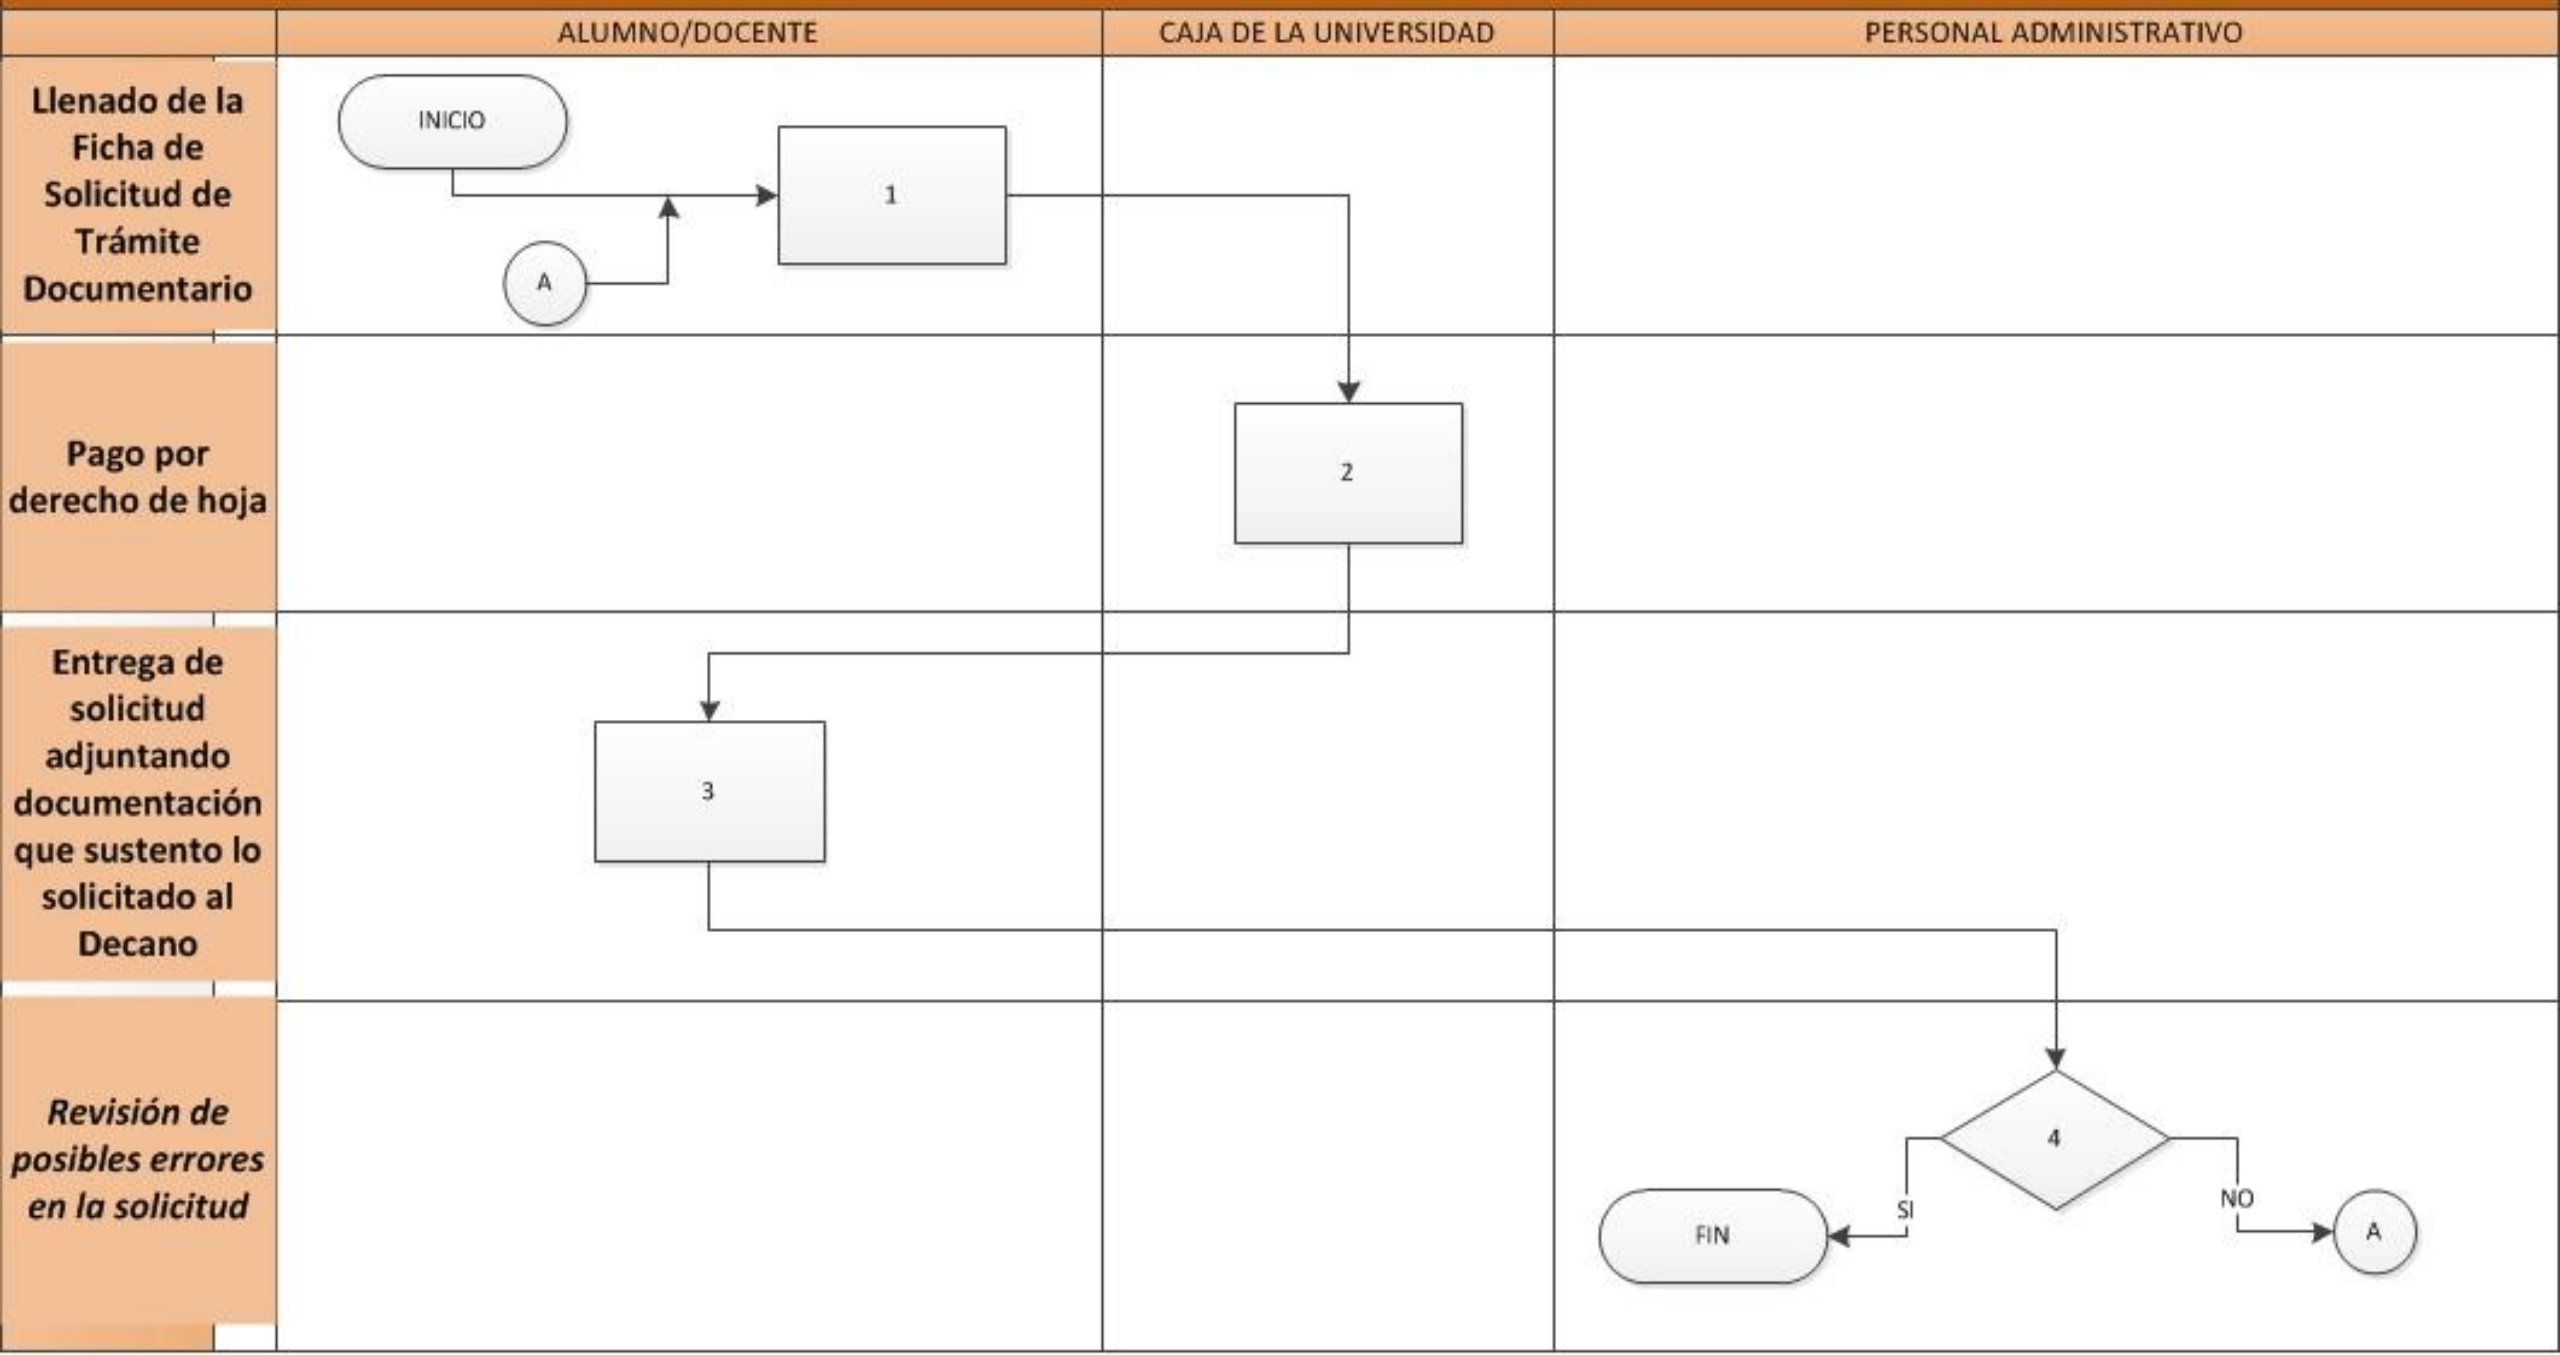 ALUMNO/DOCENTE
CAJA DE LA UNIVERSIDAD
PERSONAL ADMINISTRATIVO
Llenado de la
Ficha de
Solicitud de
Trámite
Documentario
INICIO
1
A
Pago por
derecho de hoja
2
Entrega de
solicitud
adjuntando
documentación
que sustento lo
solicitado al
Decano
3
Revisión de
posibles errores
en la solicitud
4
SI
NO
FIN
A